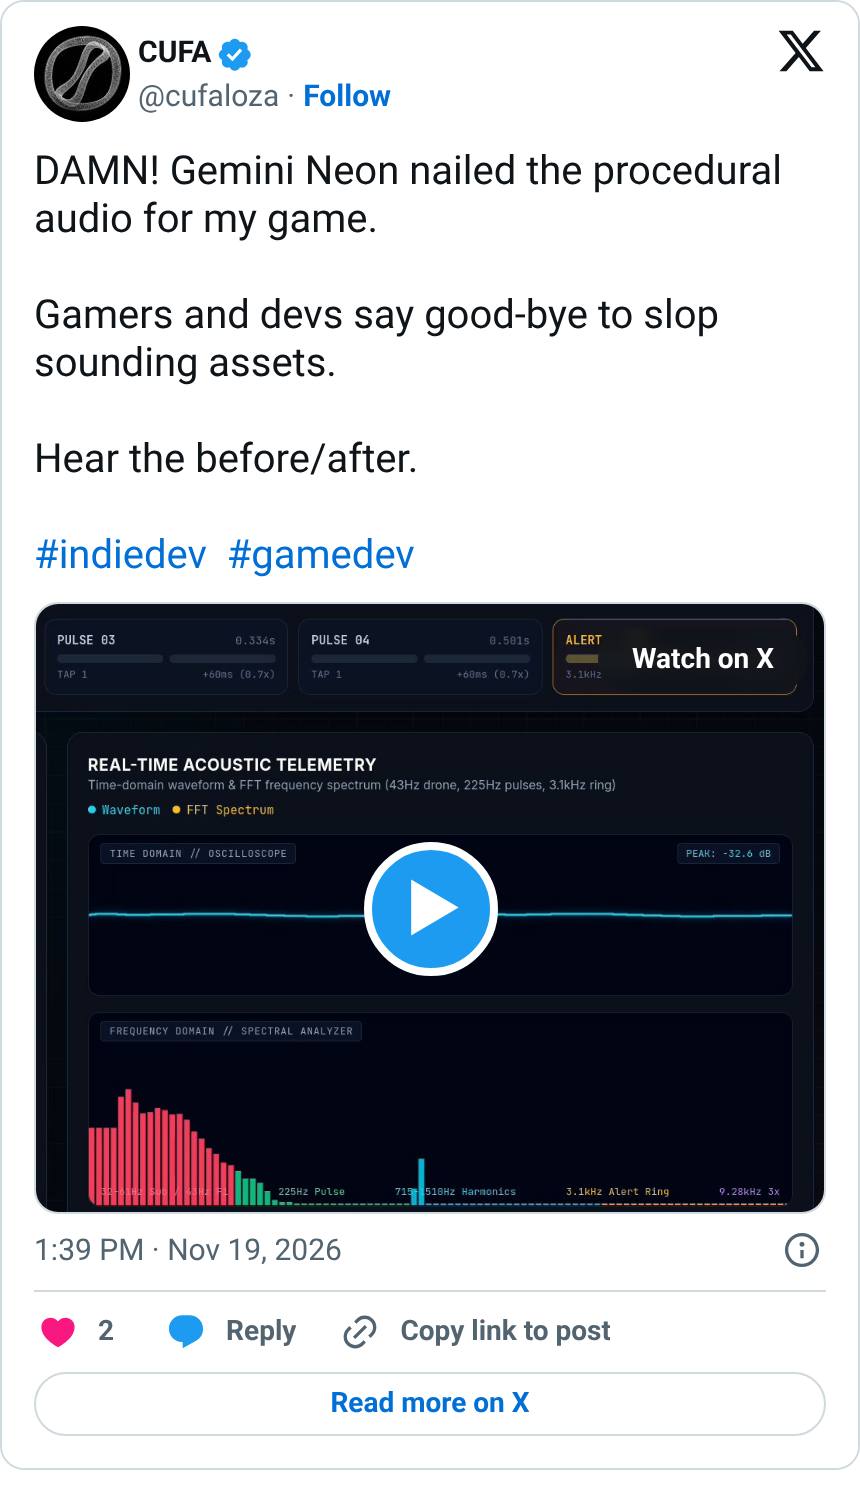 CUFA
@cufaloza · Follow
DAMN! Gemini Neon nailed the procedural
audio for my game.
Gamers and devs say good-bye to slop
sounding assets.
Hear the before/after.
#indiedev #gamedev
PULSE 03 0.334s
TAP 1 +60ms (0.7x)
PULSE 04 0.501s
TAP 1 +60ms (0.7x)
ALERT
3.1kHz
Watch on X
REAL-TIME ACOUSTIC TELEMETRY
Time-domain waveform & FFT frequency spectrum (43Hz drone, 225Hz pulses, 3.1kHz ring)
Waveform FFT Spectrum
TIME DOMAIN // OSCILLOSCOPE PEAK: -32.6 dB
FREQUENCY DOMAIN // SPECTRAL ANALYZER
225Hz Pulse 715-1510Hz Harmonics 3.1kHz Alert Ring 9.28kHz 3x
1:39 PM · Nov 19, 2026
2 Reply Copy link to post
Read more on X